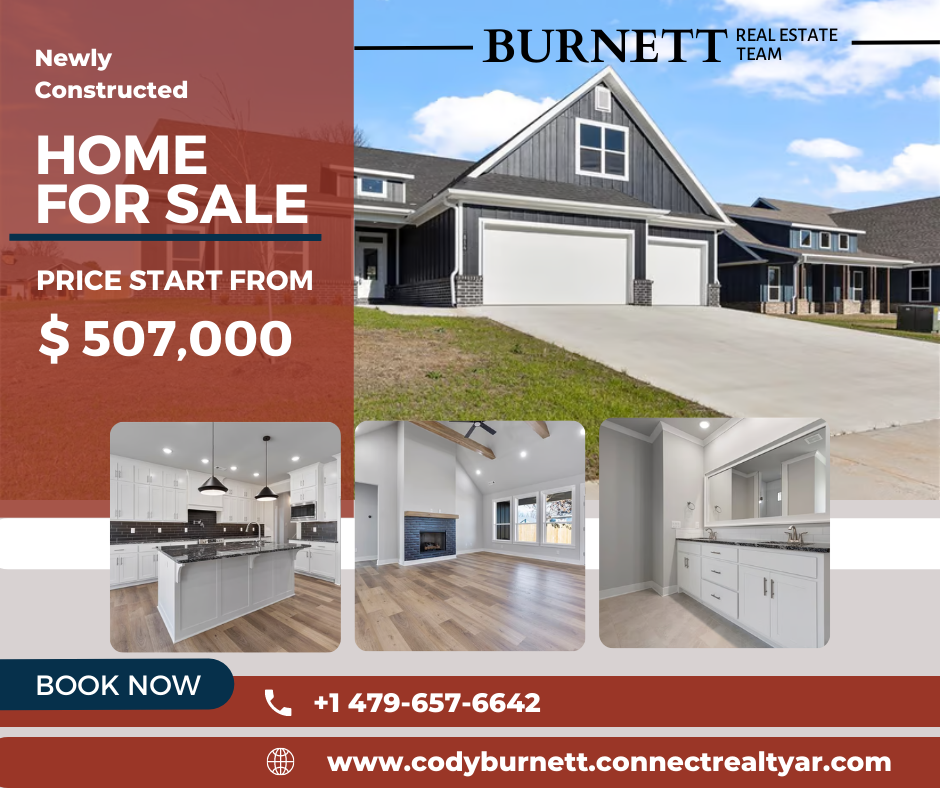 Newly
Constructed
HOME
FOR SALE
PRICE START FROM
$ 507,000
BURNETT
REAL ESTATE
TEAM
BOOK NOW
+1 479-657-6642
www.codyburnett.connectrealtyar.com